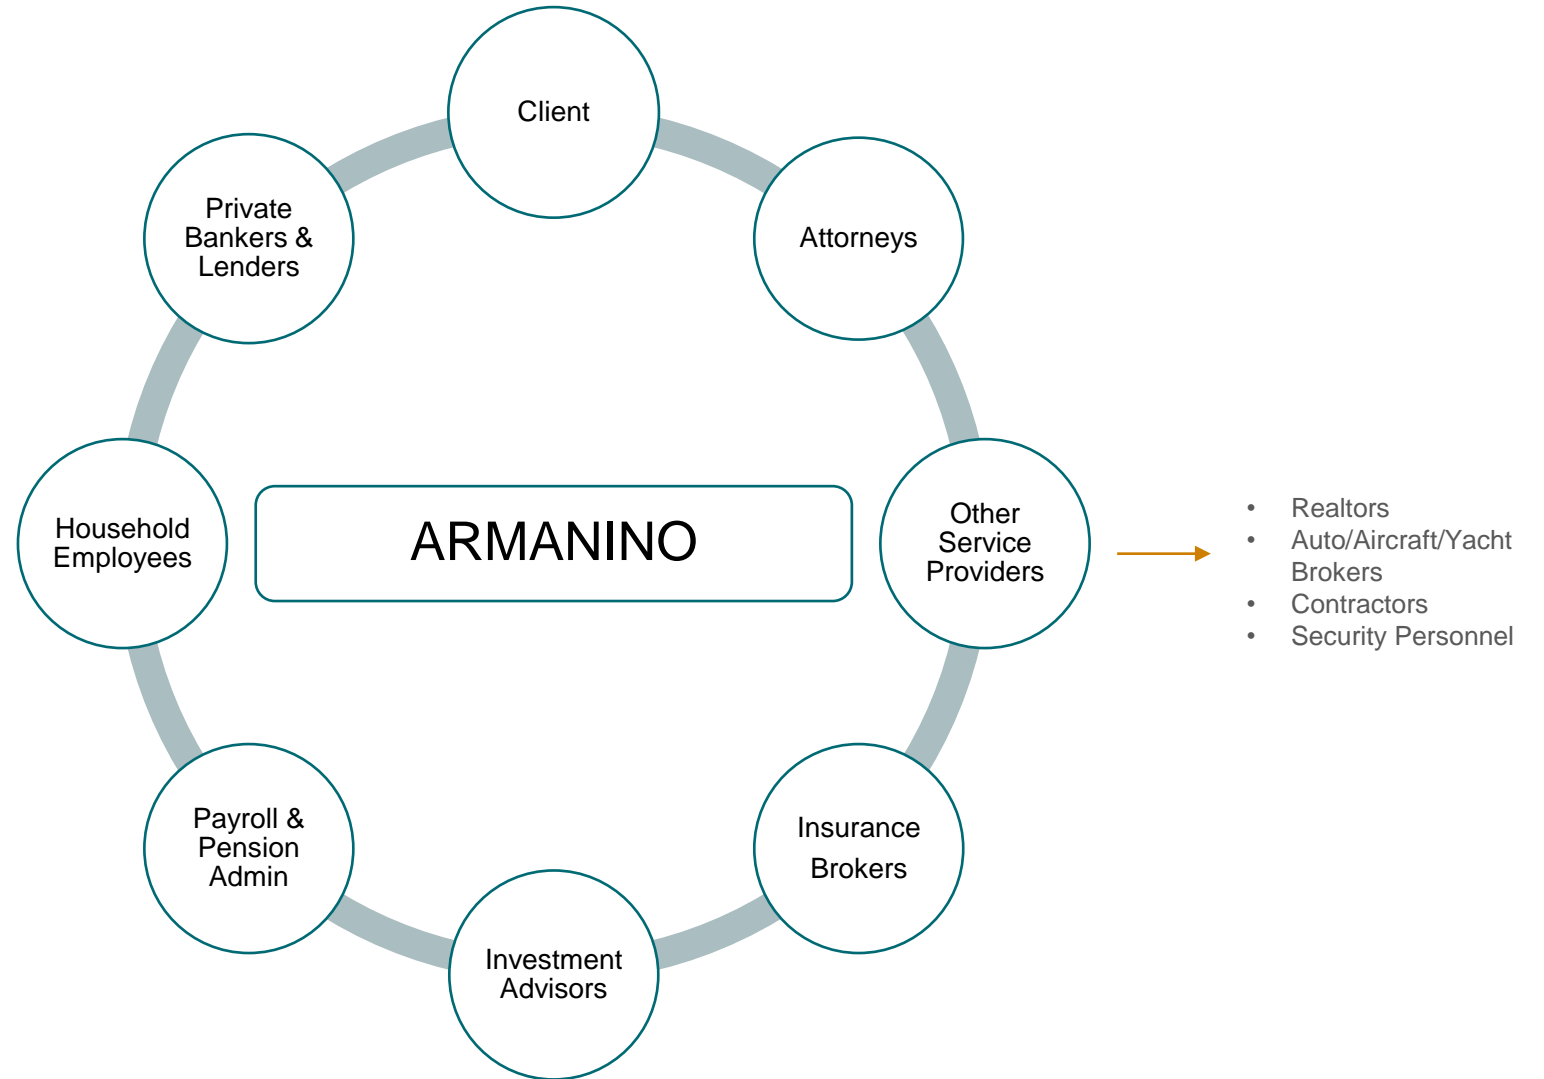 Client
Private
Bankers &
Lenders
Attorneys
Household
Employees
ARMANINO
Other
Service
Providers
• Realtors
• Auto/Aircraft/Yacht
Brokers
• Contractors
• Security Personnel
Payroll &
Pension
Admin
Insurance
Brokers
Investment
Advisors